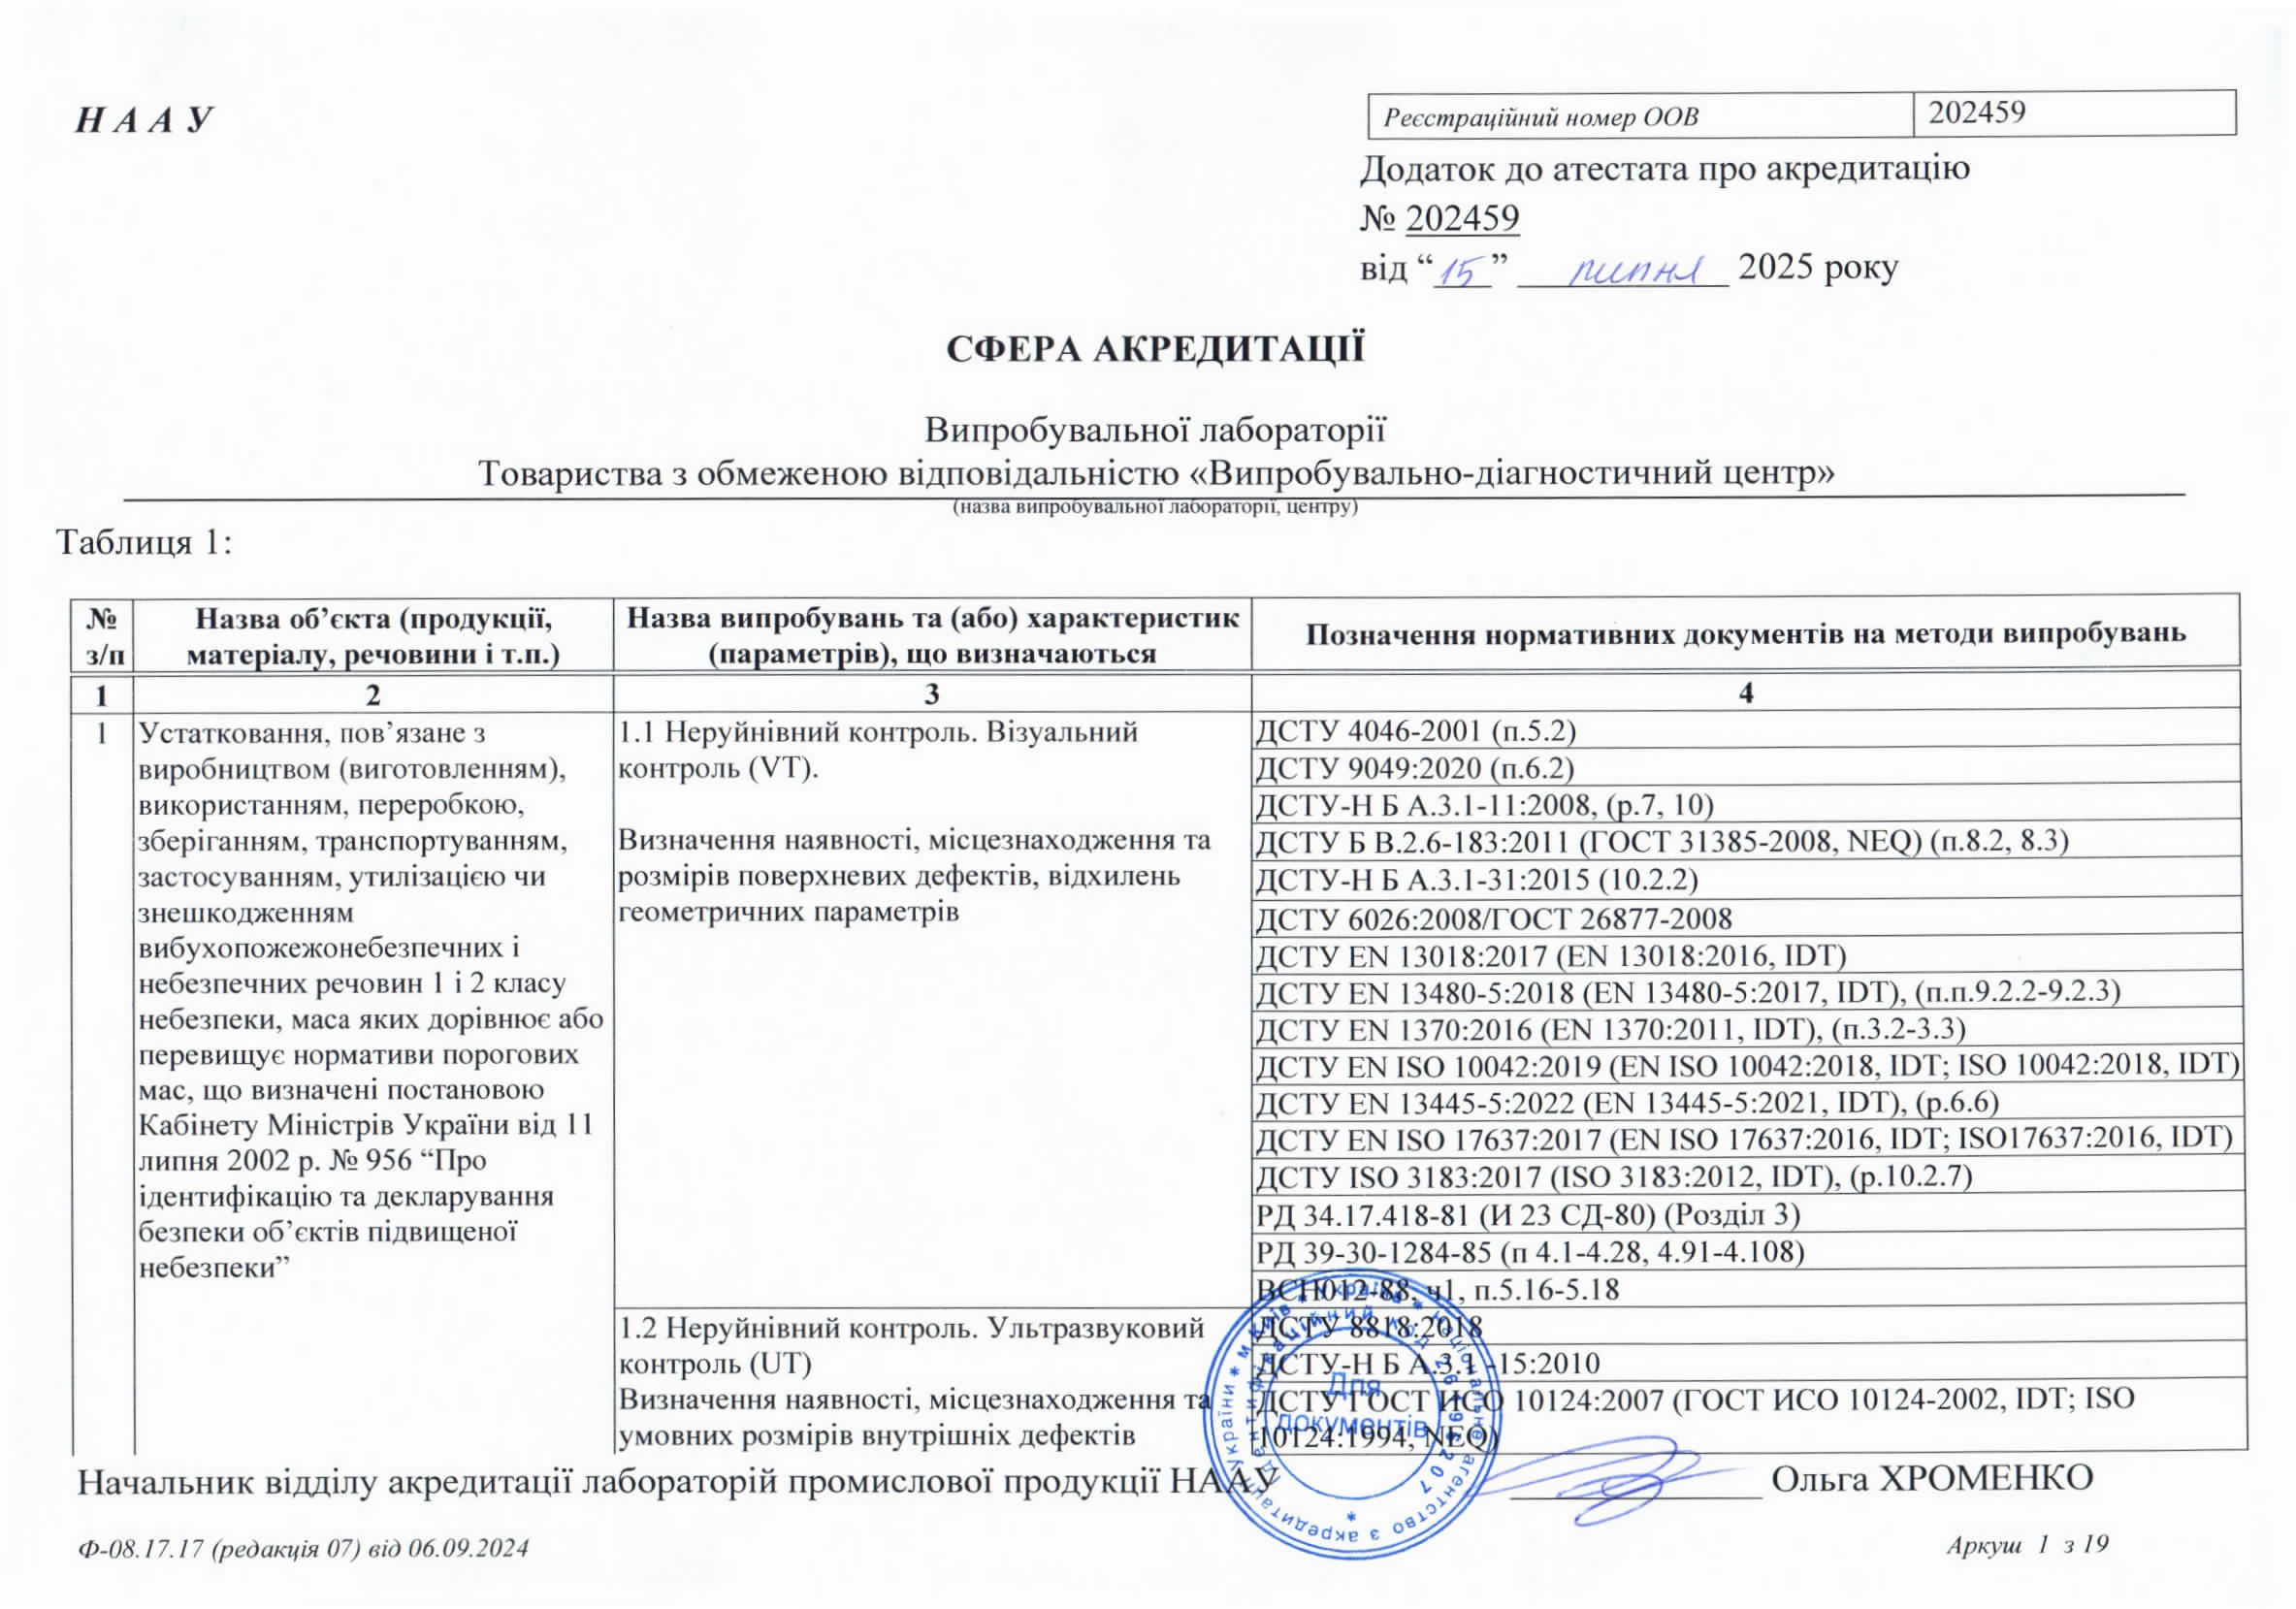 НААУ
Реєстраційний номер ООВ 202459
Додаток до атестата про акредитацію
№ 202459
від “15” липня 2025 року
СФЕРА АКРЕДИТАЦІЇ
Випробувальної лабораторії
Товариства з обмеженою відповідальністю «Випробувально-діагностичний центр»
(назва випробувальної лабораторії, центру)
Таблиця 1:
№ з/п
Назва об’єкта (продукції, матеріалу, речовини і т.п.)
Назва випробувань та (або) характеристик (параметрів), що визначаються
Позначення нормативних документів на методи випробувань
1 2 3 4
1
Устатковання, пов’язане з
виробництвом (виготовленням),
використанням, переробкою,
зберіганням, транспортуванням,
застосуванням, утилізацією чи
знешкодженням
вибухопожежонебезпечних і
небезпечних речовин 1 і 2 класу
небезпеки, маса яких дорівнює або
перевищує нормативи порогових
мас, що визначені постановою
Кабінету Міністрів України від 11
липня 2002 р. № 956 “Про
ідентифікацію та декларування
безпеки об’єктів підвищеної
небезпеки”
1.1 Неруйнівний контроль. Візуальний
контроль (VT).
Визначення наявності, місцезнаходження та
розмірів поверхневих дефектів, відхилень
геометричних параметрів
ДСТУ 4046-2001 (п.5.2)
ДСТУ 9049:2020 (п.6.2)
ДСТУ-Н Б А.3.1-11:2008, (р.7, 10)
ДСТУ Б В.2.6-183:2011 (ГОСТ 31385-2008, NEQ) (п.8.2, 8.3)
ДСТУ-Н Б А.3.1-31:2015 (10.2.2)
ДСТУ 6026:2008/ГОСТ 26877-2008
ДСТУ EN 13018:2017 (EN 13018:2016, IDT)
ДСТУ EN 13480-5:2018 (EN 13480-5:2017, IDT), (п.п.9.2.2-9.2.3)
ДСТУ EN 1370:2016 (EN 1370:2011, IDT), (п.3.2-3.3)
ДСТУ EN ISO 10042:2019 (EN ISO 10042:2018, IDT; ISO 10042:2018, IDT)
ДСТУ EN 13445-5:2022 (EN 13445-5:2021, IDT), (р.6.6)
ДСТУ EN ISO 17637:2017 (EN ISO 17637:2016, IDT; ISO17637:2016, IDT)
ДСТУ ISO 3183:2017 (ISO 3183:2012, IDT), (р.10.2.7)
РД 34.17.418-81 (И 23 СД-80) (Розділ 3)
РД 39-30-1284-85 (п 4.1-4.28, 4.91-4.108)
ВСН012-88, ч1, п.5.16-5.18
1.2 Неруйнівний контроль. Ультразвуковий
контроль (UT)
Визначення наявності, місцезнаходження та
умовних розмірів внутрішніх дефектів
ДСТУ 8818:2018
ДСТУ-Н Б А.3.1-15:2010
ДСТУ ГОСТ ИСО 10124:2007 (ГОСТ ИСО 10124-2002, IDT; ISO
10124:1994, NEQ)
Національне агентство з акредитації України * м.Київ * Україна *
Ідентифікаційний код 26196207
Для
документів
Начальник відділу акредитації лабораторій промислової продукції НААУ Ольга ХРОМЕНКО
Ф-08.17.17 (редакція 07) від 06.09.2024
Аркуш 1 з 19